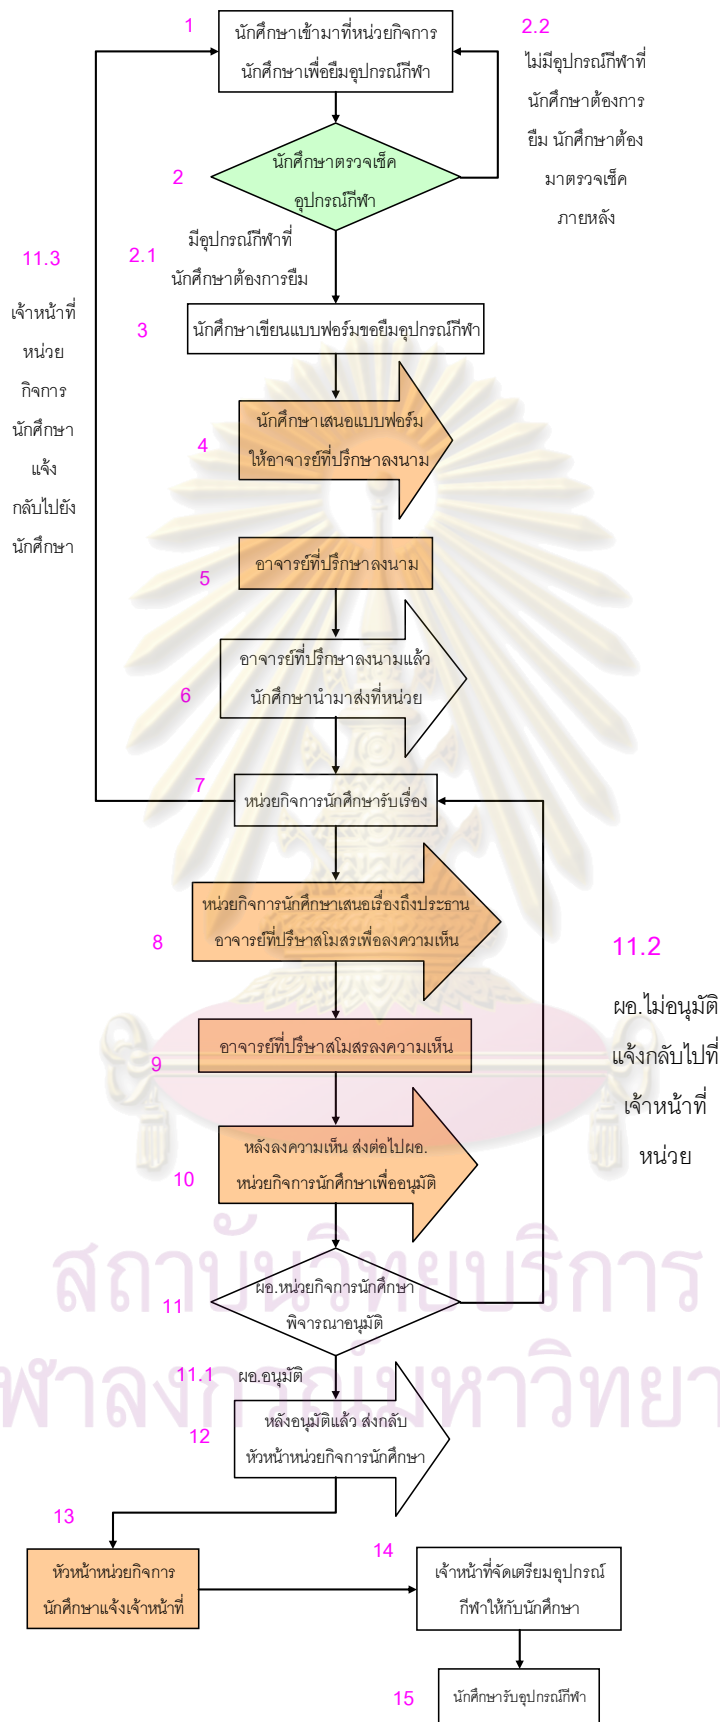 1
นักศึกษาเข้ามาที่หน่วยกิจการ
นักศึกษาเพื่อยืมอุปกรณ์กีฬา
2.2
ไม่มีอุปกรณ์กีฬาที่
นักศึกษาต้องการ
ยืม นักศึกษาต้อง
มาตรวจเช็ค
ภายหลัง
2
นักศึกษาตรวจเช็ค
อุปกรณ์กีฬา
2.1
มีอุปกรณ์กีฬาที่
นักศึกษาต้องการยืม
11.3
เจ้าหน้าที่
หน่วย
กิจการ
นักศึกษา
แจ้ง
กลับไปยัง
นักศึกษา
3
นักศึกษาเขียนแบบฟอร์มขอยืมอุปกรณ์กีฬา
4
นักศึกษาเสนอแบบฟอร์ม
ให้อาจารย์ที่ปรึกษาลงนาม
5
อาจารย์ที่ปรึกษาลงนาม
6
อาจารย์ที่ปรึกษาลงนามแล้ว
นักศึกษานำมาส่งที่หน่วย
7
หน่วยกิจการนักศึกษารับเรื่อง
8
หน่วยกิจการนักศึกษาเสนอเรื่องถึงประธาน
อาจารย์ที่ปรึษาสโมสรเพื่อลงความเห็น
11.2
ผอ.ไม่อนุมัติ
แจ้งกลับไปที่
เจ้าหน้าที่
หน่วย
9
อาจารย์ที่ปรึษาสโมสรลงความเห็น
10
หลังลงความเห็น ส่งต่อไปผอ.
หน่วยกิจการนักศึกษาเพื่ออนุมัติ
สถาบันวิทยบริการ
11
ผอ.หน่วยกิจการนักศึกษา
พิจารณาอนุมัติ
11.1
ผอ.อนุมัติ
ฬาลงกรณ์มหาวิทยา
12
หลังอนุมัติแล้ว ส่งกลับ
หัวหน้าหน่วยกิจการนักศึกษา
13
หัวหน้าหน่วยกิจการ
นักศึกษาแจ้งเจ้าหน้าที่
14
เจ้าหน้าที่จัดเตรียมอุปกรณ์
กีฬาให้กับนักศึกษา
15
นักศึกษารับอุปกรณ์กีฬา